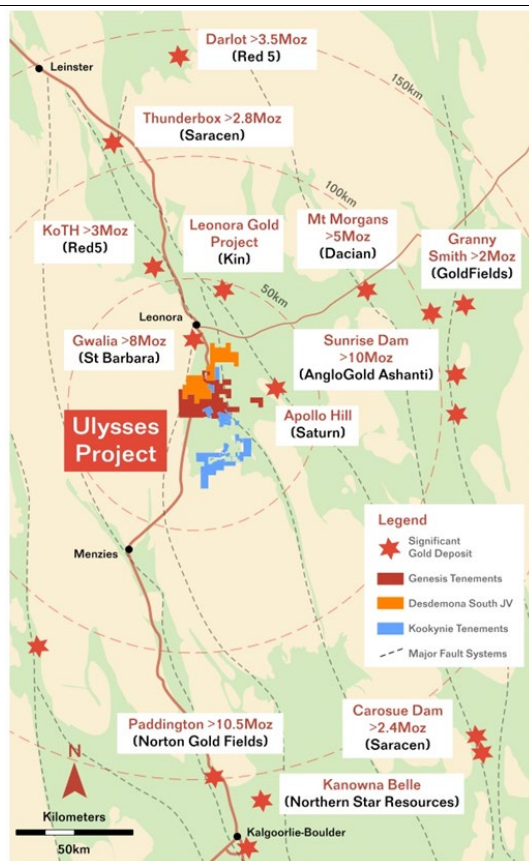 Darlot >3.5Moz
(Red 5)
Leinster
150km
Thunderbox >2.8Moz
(Saracen)
100km
KoTH >3Moz
(Red5)
Leonora Gold
Project
(Kin)
Mt Morgans
>5Moz
(Dacian)
Granny
Smith >2Moz
(GoldFields)
50km
Leonora
Gwalia >8Moz
(St Barbara)
Sunrise Dam
>10Moz
(AngloGold Ashanti)
Apollo Hill
(Saturn)
Ulysses
Project
Legend
Significant
Gold Deposit
Genesis Tenements
Desdemona South JV
Kookynie Tenements
Major Fault Systems
Menzies
Paddington >10.5Moz
(Norton Gold Fields)
Carosue Dam
>2.4Moz
(Saracen)
N
Kanowna Belle
(Northern Star Resources)
Kilometers
50km
Kalgoorlie-Boulder